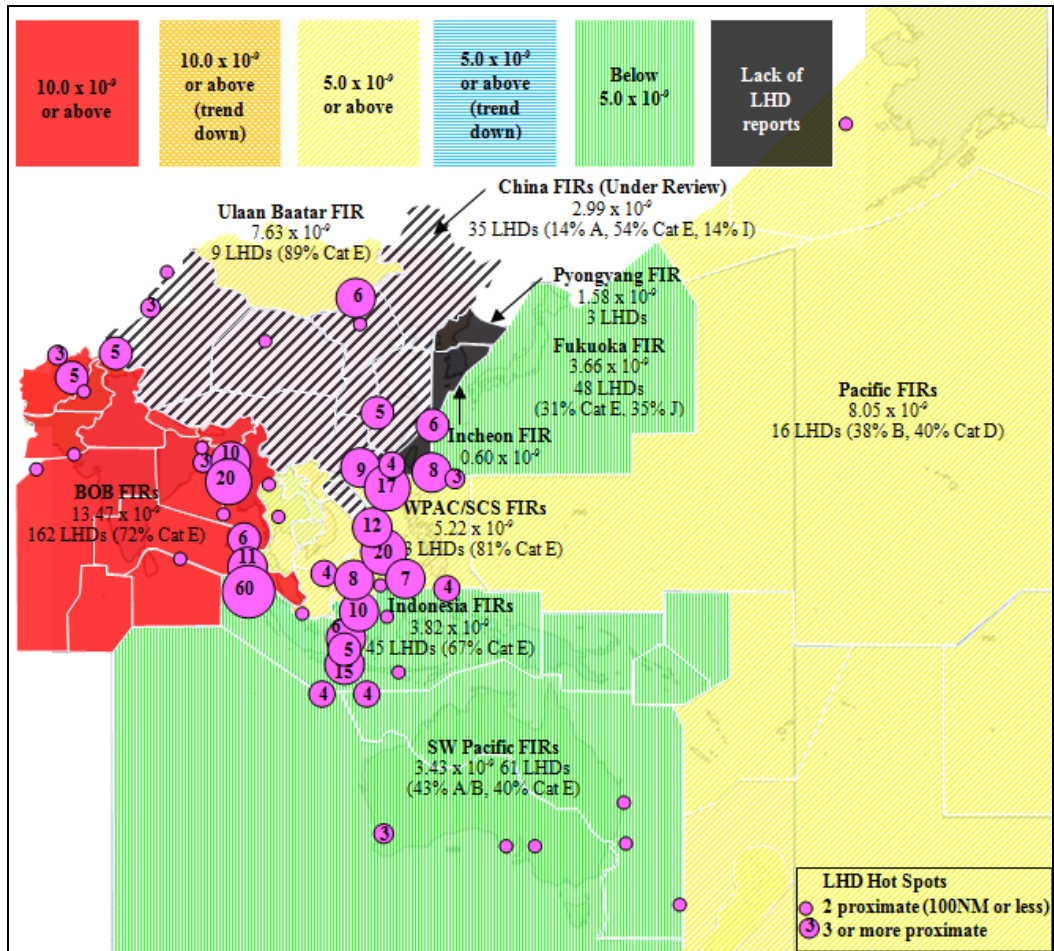 10.0 x 10⁻⁹
or above
10.0 x 10⁻⁹
or above
(trend
down)
5.0 x 10⁻⁹
or above
5.0 x 10⁻⁹
or above
(trend
down)
Below
5.0 x 10⁻⁹
Lack of
LHD
reports
China FIRs (Under Review)
2.99 x 10⁻⁹
35 LHDs (14% A, 54% Cat E, 14% I)
Ulaan Baatar FIR
7.63 x 10⁻⁹
9 LHDs (89% Cat E)
Pyongyang FIR
1.58 x 10⁻⁹
3 LHDs
Fukuoka FIR
3.66 x 10⁻⁹
48 LHDs
(31% Cat E, 35% J)
Incheon FIR
0.60 x 10⁻⁹
Pacific FIRs
8.05 x 10⁻⁹
16 LHDs (38% B, 40% Cat D)
BOB FIRs
13.47 x 10⁻⁹
162 LHDs (72% Cat E)
WPAC/SCS FIRs
5.22 x 10⁻⁹
3 LHDs (81% Cat E)
Indonesia FIRs
3.82 x 10⁻⁹
45 LHDs (67% Cat E)
SW Pacific FIRs
3.43 x 10⁻⁹ 61 LHDs
(43% A/B, 40% Cat E)
6
3
3
5
5
5
6
10
3
20
9
4
17
8
3
12
20
6
11
60
4
8
7
4
10
6
5
15
4
4
3
LHD Hot Spots
2 proximate (100NM or less)
3
3 or more proximate